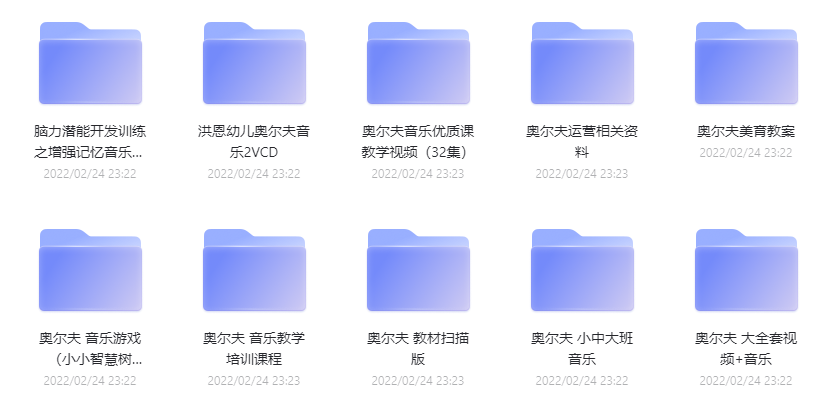 脑力潜能开发训练
之增强记忆音乐...
2022/02/24 23:22
洪恩幼儿奥尔夫音
乐2VCD
2022/02/24 23:22
奥尔夫音乐优质课
教学视频（32集）
2022/02/24 23:23
奥尔夫运营相关资
料
2022/02/24 23:23
奥尔夫美育教案
2022/02/24 23:22
奥尔夫 音乐游戏
（小小智慧树...
2022/02/24 23:22
奥尔夫 音乐教学
培训课程
2022/02/24 23:23
奥尔夫 教材扫描
版
2022/02/24 23:23
奥尔夫 小中大班
音乐
2022/02/24 23:22
奥尔夫 大全套视
频+音乐
2022/02/24 23:22